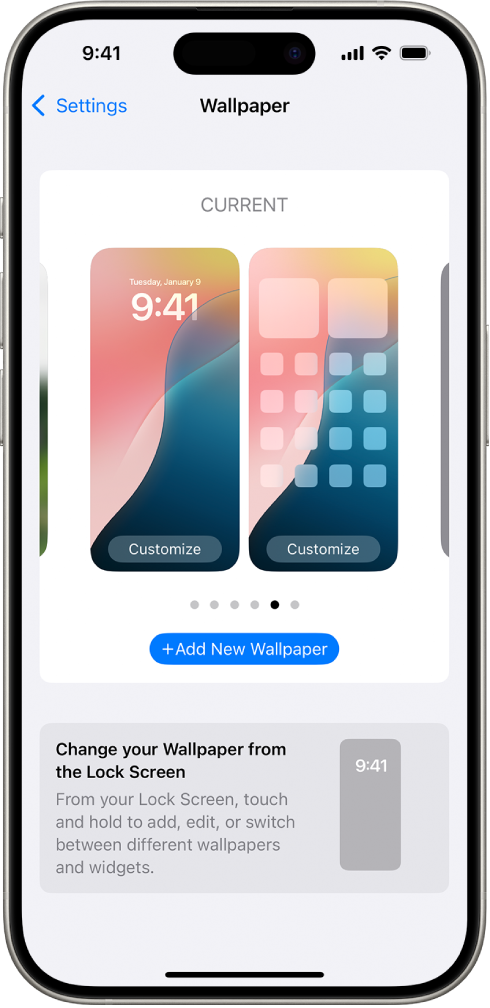 9:41
Settings
Wallpaper
CURRENT
Tuesday, January 9
9:41
Customize
Customize
+Add New Wallpaper
Change your Wallpaper from
the Lock Screen
9:41
From your Lock Screen, touch
and hold to add, edit, or switch
between different wallpapers
and widgets.